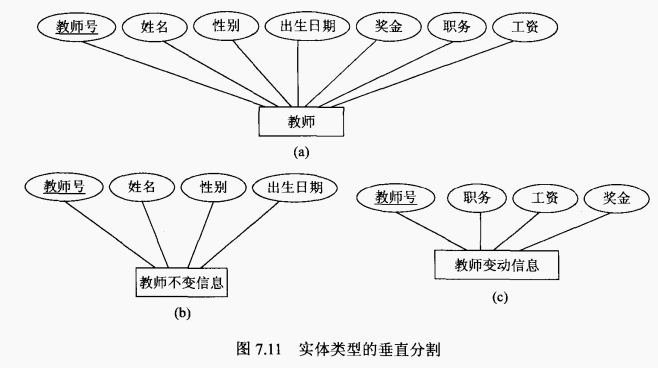 教师号 姓名 性别 出生日期 奖金 职务 工资
教师
(a)
教师号 姓名 性别 出生日期
教师不变信息
(b)
教师号 职务 工资 奖金
教师变动信息
(c)
图 7.11 实体类型的垂直分割